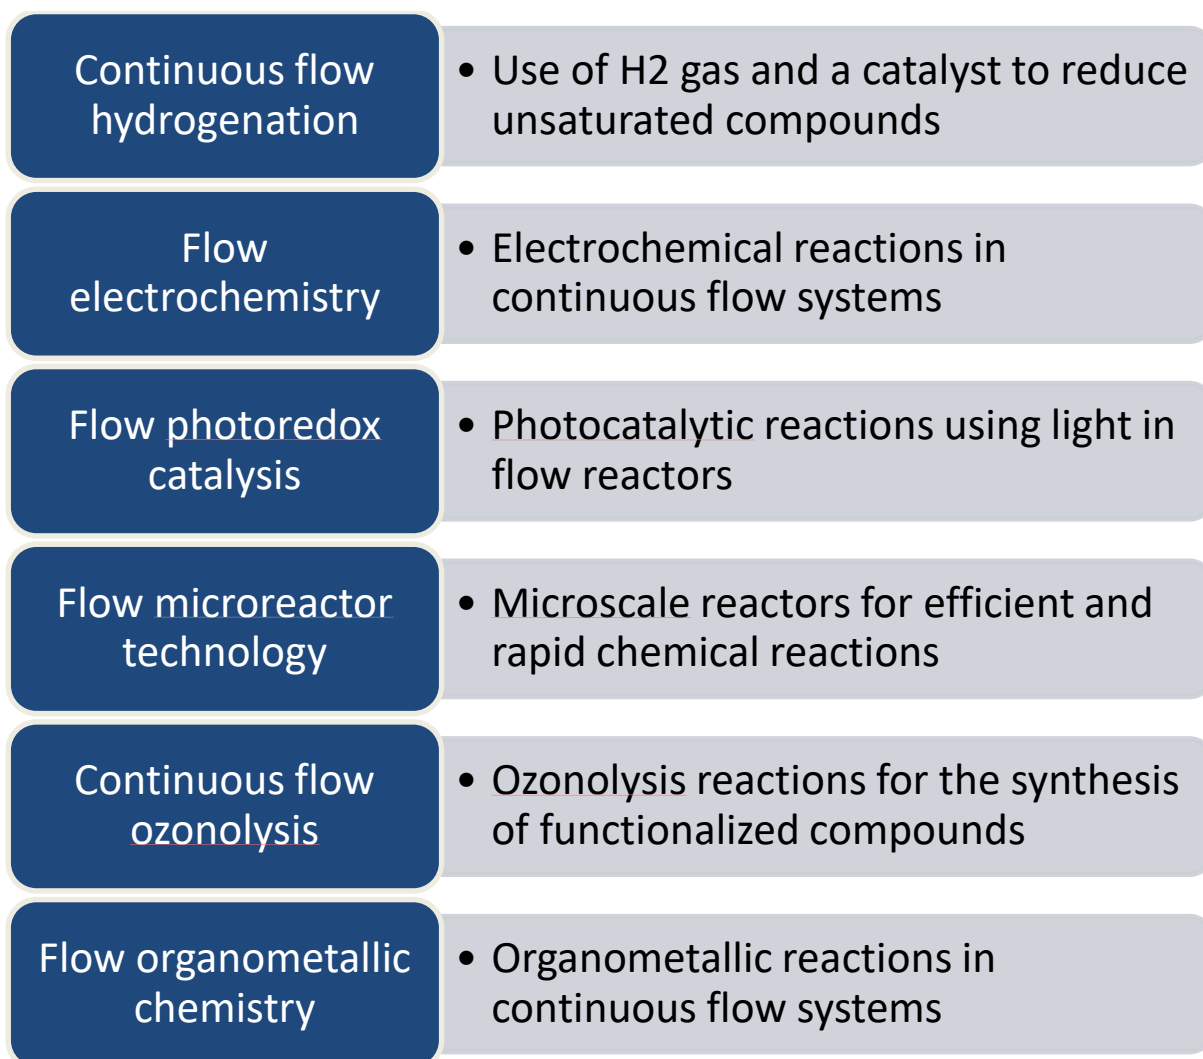 Continuous flow
hydrogenation
• Use of H2 gas and a catalyst to reduce
unsaturated compounds
Flow
electrochemistry
• Electrochemical reactions in
continuous flow systems
Flow photoredox
catalysis
• Photocatalytic reactions using light in
flow reactors
Flow microreactor
technology
• Microscale reactors for efficient and
rapid chemical reactions
Continuous flow
ozonolysis
• Ozonolysis reactions for the synthesis
of functionalized compounds
Flow organometallic
chemistry
• Organometallic reactions in
continuous flow systems